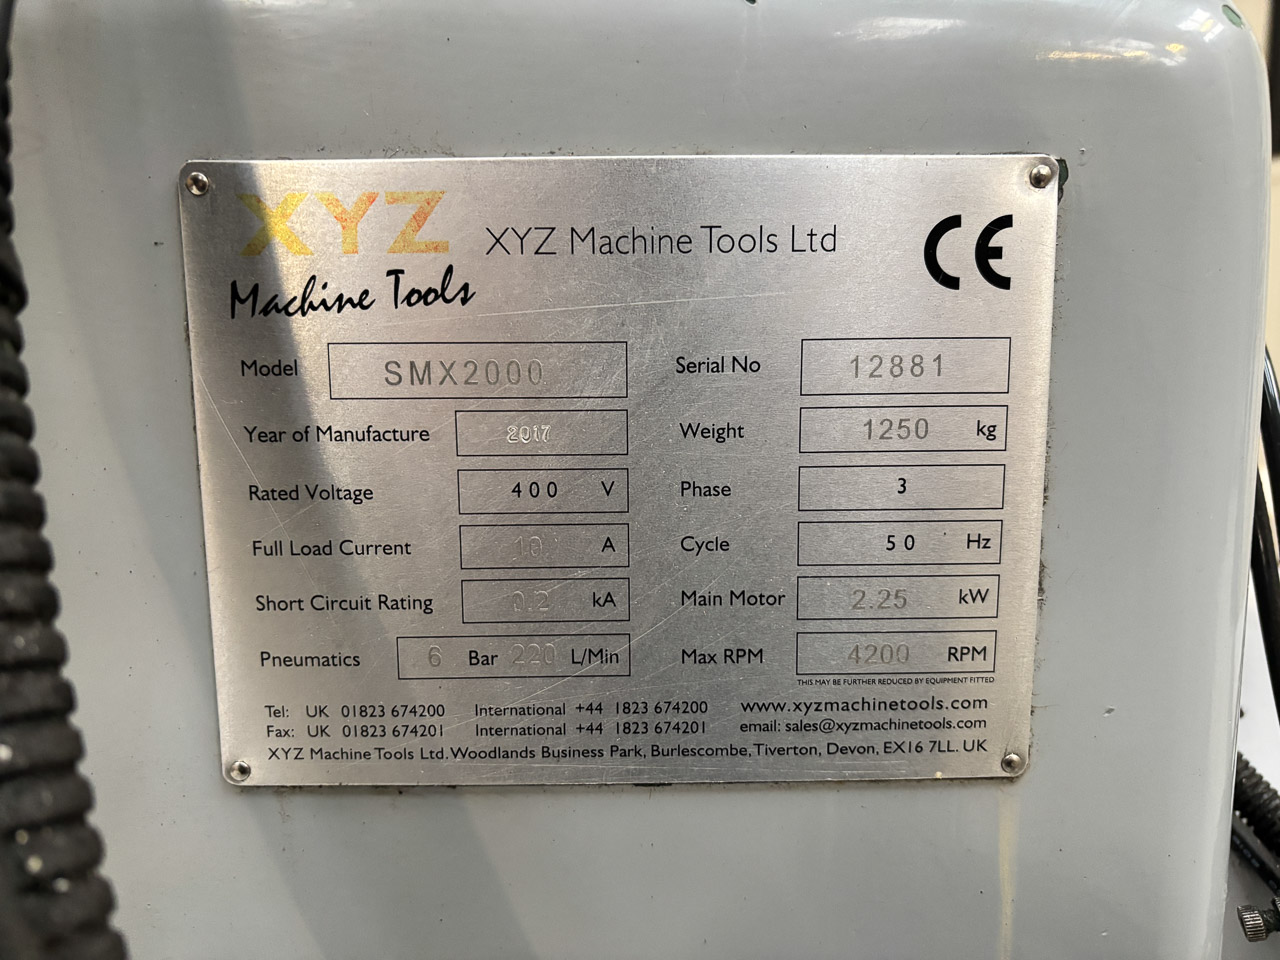 XYZ
Machine Tools
XYZ Machine Tools Ltd
CE
Model SMX2000
Serial No 12881
Year of Manufacture 2017
Weight 1250 kg
Rated Voltage 400 V
Phase 3
Full Load Current 10 A
Cycle 50 Hz
Short Circuit Rating 0.2 kA
Main Motor 2.25 kW
Pneumatics 6 Bar 220 L/Min
Max RPM 4200 RPM
THIS MAY BE FURTHER REDUCED BY EQUIPMENT FITTED
Tel: UK 01823 674200 International +44 1823 674200 www.xyzmachinetools.com
Fax: UK 01823 674201 International +44 1823 674201 email: sales@xyzmachinetools.com
XYZ Machine Tools Ltd. Woodlands Business Park, Burlescombe, Tiverton, Devon, EX16 7LL. UK